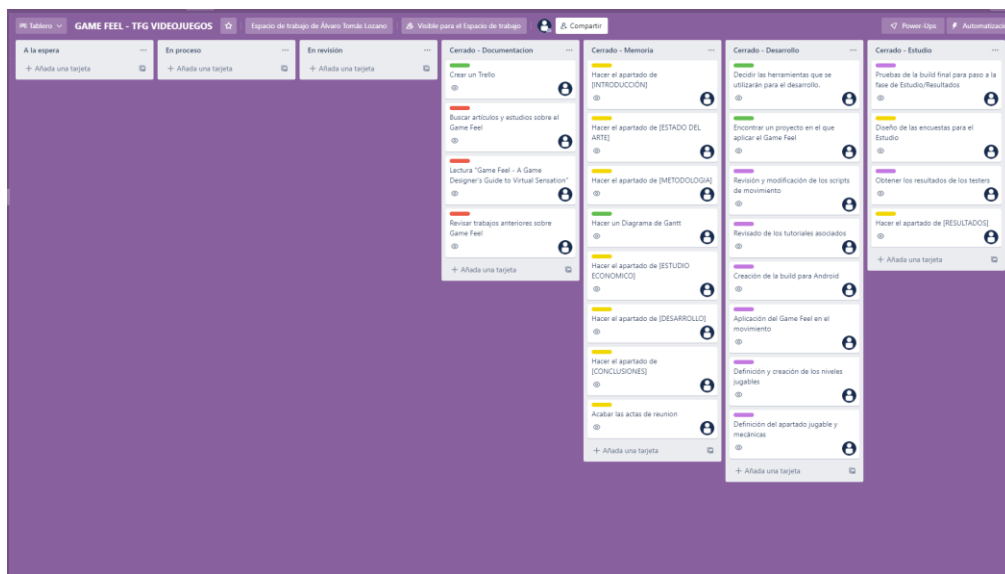 Tablero
GAME FEEL - TFG VIDEOJUEGOS
Espacio de trabajo de Álvaro Tomás Lozano
Visible para el Espacio de trabajo
Compartir
Power-Ups
Automatizació
A la espera
+ Añada una tarjeta
En proceso
+ Añada una tarjeta
En revisión
+ Añada una tarjeta
Cerrado - Documentacion
Crear un Trello
Buscar artículos y estudios sobre el
Game Feel
Lectura "Game Feel - A Game
Designer's Guide to Virtual Sensation"
Revisar trabajos anteriores sobre
Game Feel
+ Añada una tarjeta
Cerrado - Memoria
Hacer el apartado de
[INTRODUCCIÓN]
Hacer el apartado de [ESTADO DEL
ARTE]
Hacer el apartado de [METODOLOGIA]
Hacer un Diagrama de Gantt
Hacer el apartado de [ESTUDIO
ECONOMICO]
Hacer el apartado de [DESARROLLO]
Hacer el apartado de
[CONCLUSIONES]
Acabar las actas de reunion
+ Añada una tarjeta
Cerrado - Desarrollo
Decidir las herramientas que se
utilizarán para el desarrollo.
Encontrar un proyecto en el que
aplicar el Game Feel
Revisión y modificación de los scripts
de movimiento
Revisado de los tutoriales asociados
Creación de la build para Android
Aplicación del Game Feel en el
movimiento
Definición y creación de los niveles
jugables
Definición del apartado jugable y
mecánicas
+ Añada una tarjeta
Cerrado - Estudio
Pruebas de la build final para paso a la
fase de Estudio/Resultados
Diseño de las encuestas para el
Estudio
Obtener los resultados de los testers
Hacer el apartado de [RESULTADOS]
+ Añada una tarjeta